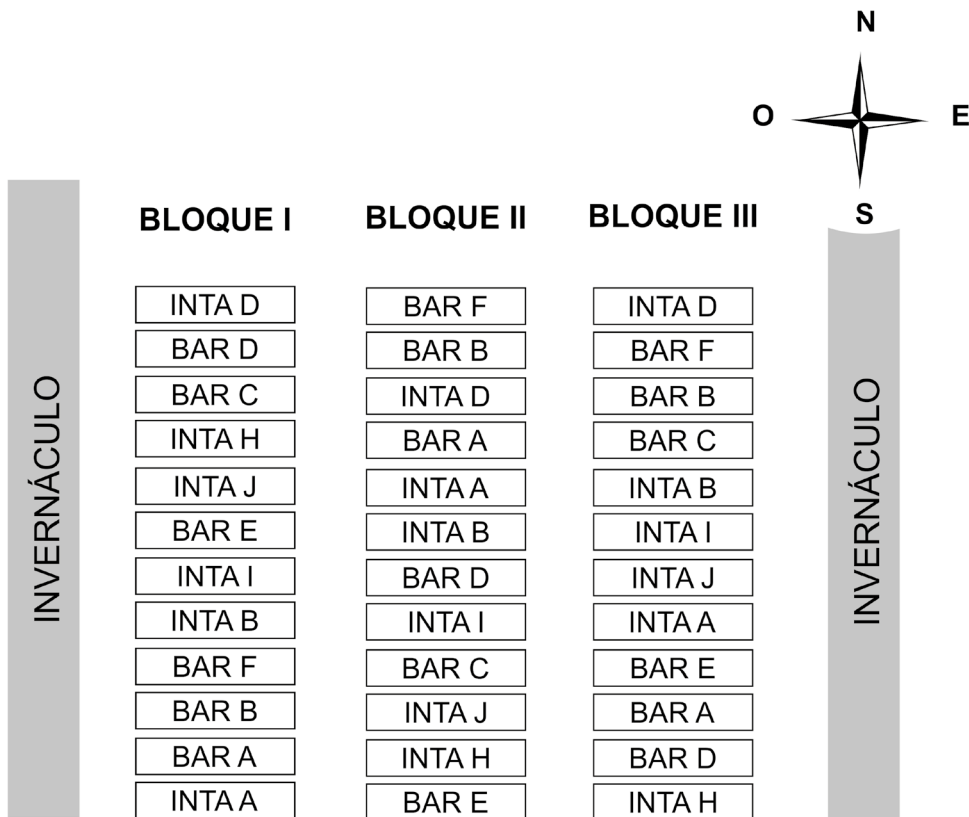 N
O E
S
BLOQUE I BLOQUE II BLOQUE III
INTA D BAR F INTA D
BAR D BAR B BAR F
BAR C INTA D BAR B
INTA H BAR A BAR C
INTA J INTA A INTA B
BAR E INTA B INTA I
INTA I BAR D INTA J
INTA B INTA I INTA A
BAR F BAR C BAR E
BAR B INTA J BAR A
BAR A INTA H BAR D
INTA A BAR E INTA H
INVERNÁCULO
INVERNÁCULO